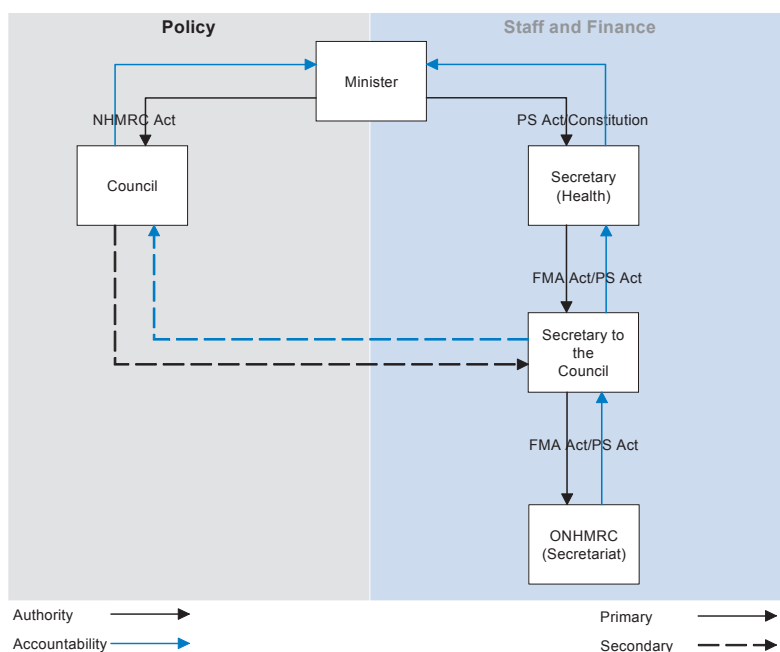 Policy
Staff and Finance
Minister
NHMRC Act
PS Act/Constitution
Council
Secretary
(Health)
FMA Act/PS Act
Secretary to
the
Council
FMA Act/PS Act
ONHMRC
(Secretariat)
Authority
Primary
Accountability
Secondary